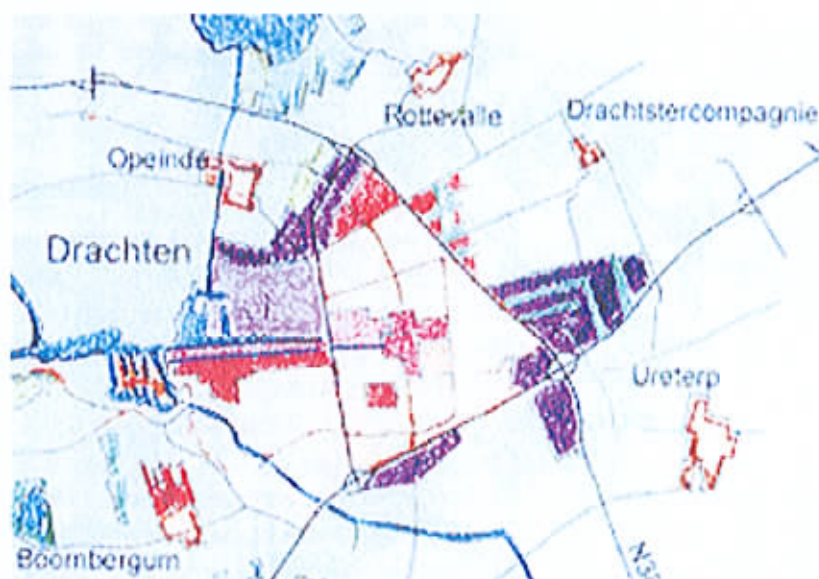 Rottevalle
Drachtstercompagnie
Opeinde
Drachten
Ureterp
Boornbergum